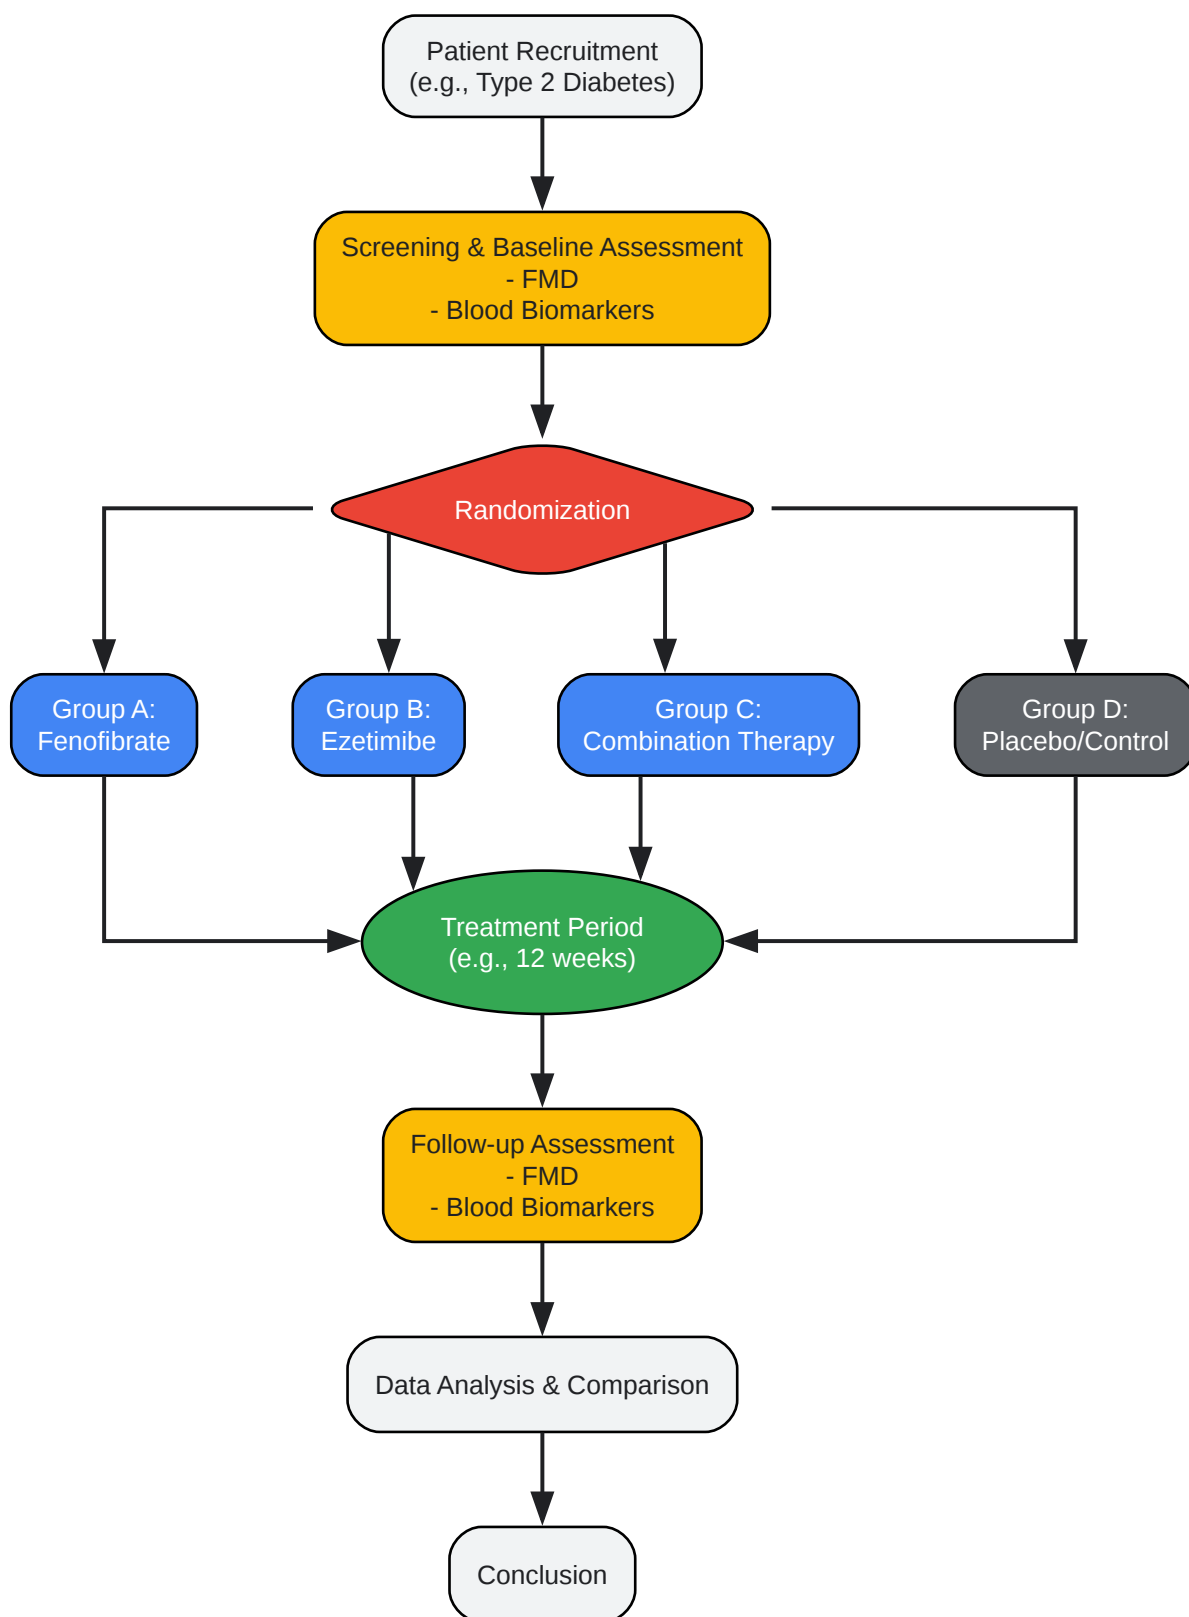 Patient Recruitment
(e.g., Type 2 Diabetes)
Screening & Baseline Assessment
- FMD
- Blood Biomarkers
Randomization
Group A:
Fenofibrate
Group B:
Ezetimibe
Group C:
Combination Therapy
Group D:
Placebo/Control
Treatment Period
(e.g., 12 weeks)
Follow-up Assessment
- FMD
- Blood Biomarkers
Data Analysis & Comparison
Conclusion